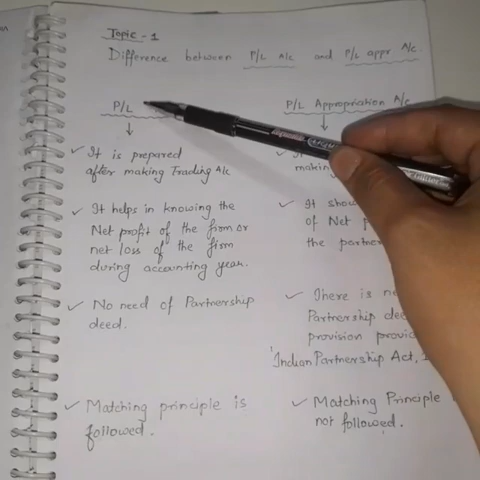 Topic - 1
Difference between P/L A/c and P/L appr A/c.
P/L
It is prepared
after making Trading A/c
It helps in knowing the
Net profit of the firm or
net loss of the firm
during accounting year.
No need of Partnership
deed.
Matching principle is
followed.
P/L Appropriation A/c
It
making
It
of Net
the
There is
Partnership
provision
Indian Partnership Act,
Matching Principle
not followed.